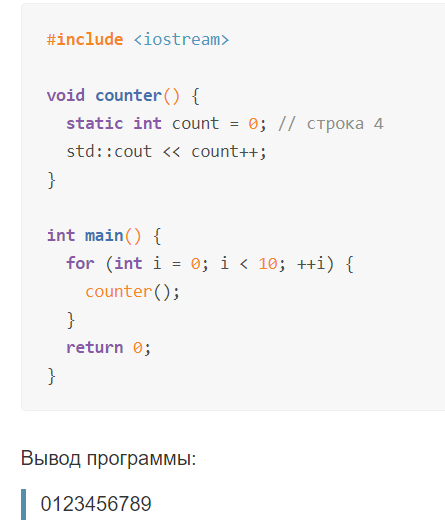 #include <iostream>
void counter() {
  static int count = 0; // строка 4
  std::cout << count++;
}
int main() {
  for (int i = 0; i < 10; ++i) {
    counter();
  }
  return 0;
}
Вывод программы:
0123456789